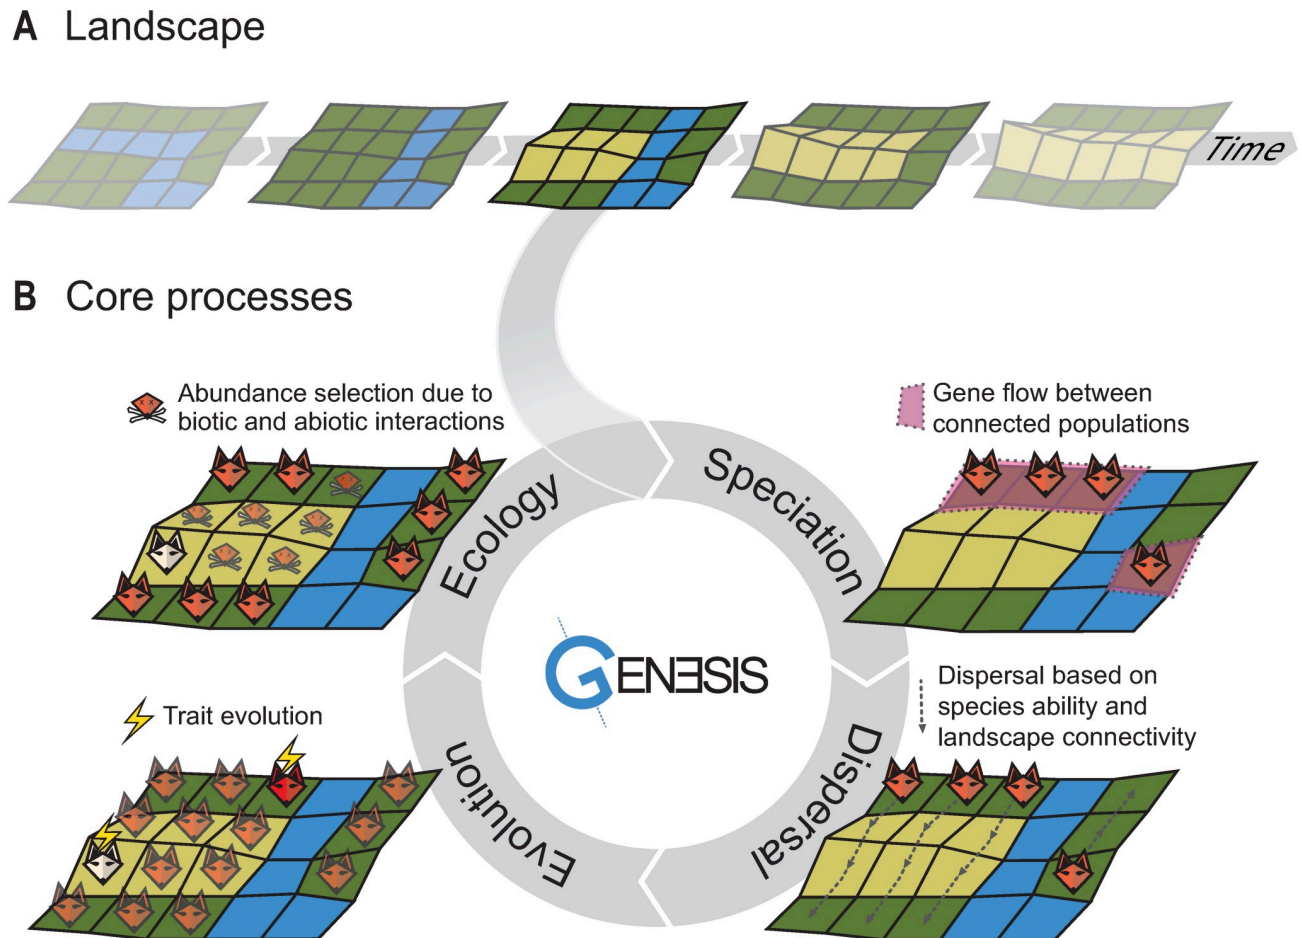 A Landscape
Time
B Core processes
Abundance selection due to
biotic and abiotic interactions
Gene flow between
connected populations
Ecology
Speciation
GENƎSIS
Trait evolution
Dispersal based on
species ability and
landscape connectivity
Evolution
Dispersal